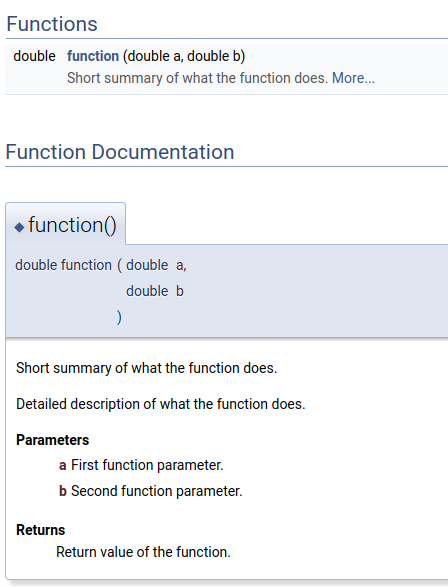 Functions
double function (double a, double b)
Short summary of what the function does. More...
Function Documentation
◆ function()
double function ( double a,
double b
)
Short summary of what the function does.
Detailed description of what the function does.
Parameters
a First function parameter.
b Second function parameter.
Returns
Return value of the function.